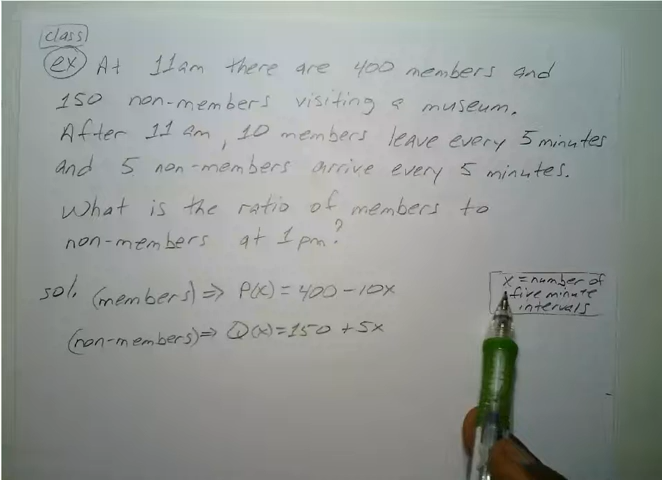 class
ex At 11am there are 400 members and
150 non-members visiting a museum.
After 11 am, 10 members leave every 5 minutes
and 5 non-members arrive every 5 minutes.
What is the ratio of members to
non-members at 1 pm?
sol. (members) ⇒ P(x) = 400 - 10x
(non-members) ⇒ Q(x) = 150 + 5x
x = number of
five minute
intervals